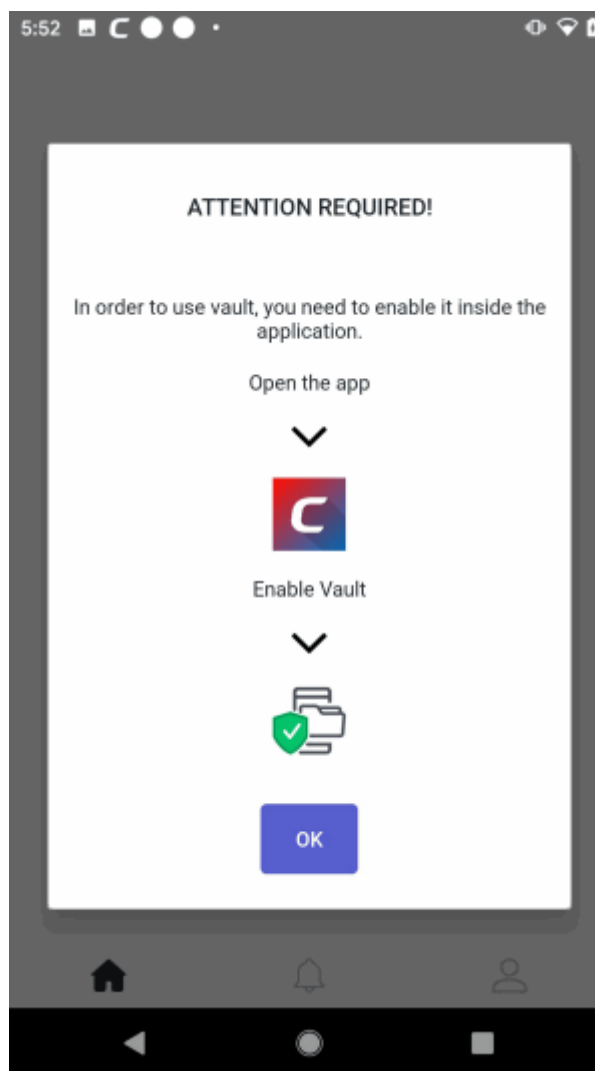 5:52
ATTENTION REQUIRED!
In order to use vault, you need to enable it inside the
application.
Open the app
C
Enable Vault
OK